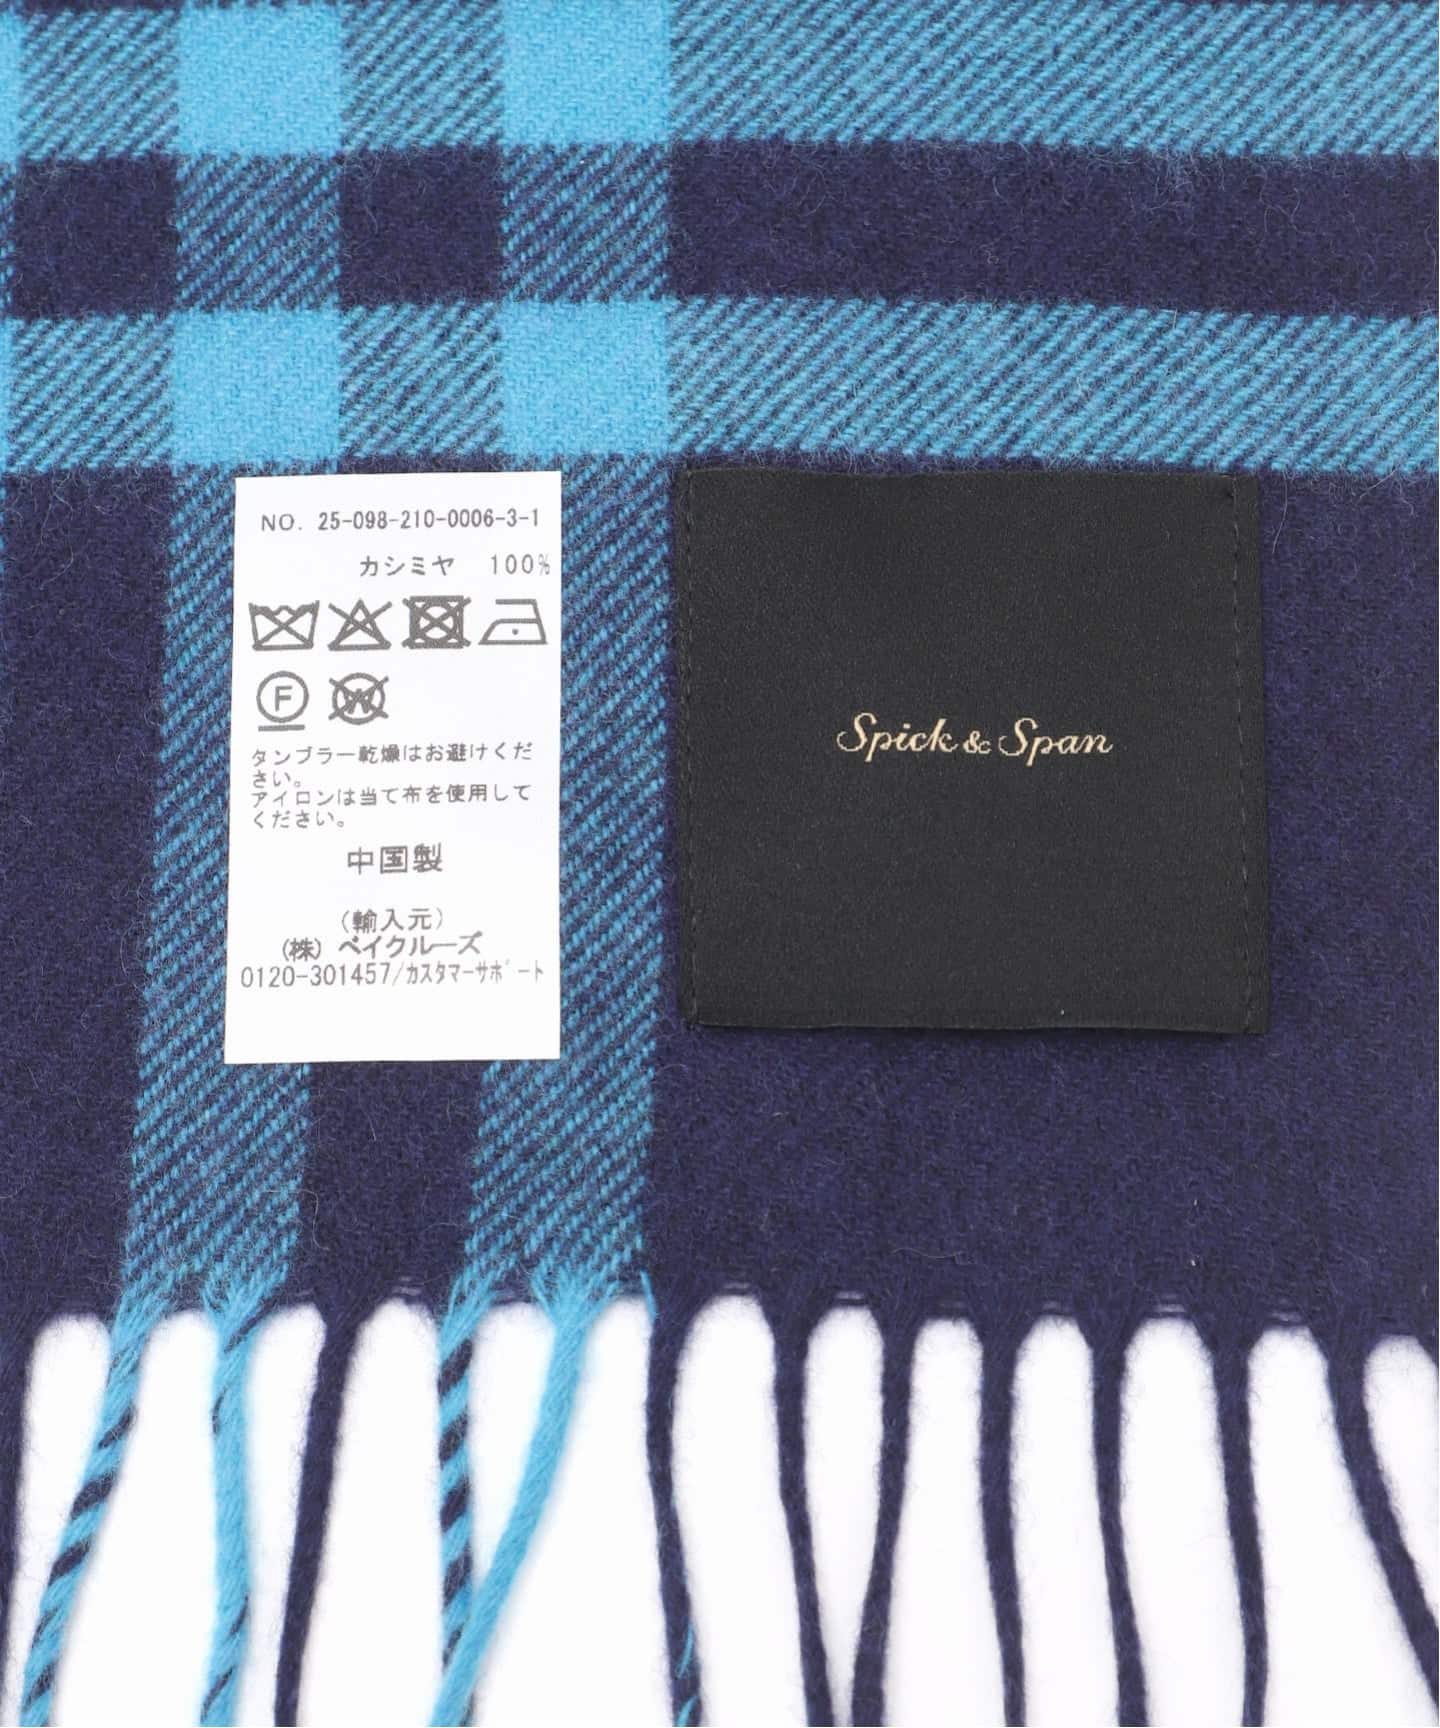 NO. 25-098-210-0006-3-1
カシミヤ 100%
F
W
タンブラー乾燥はお避けくだ
さい。
アイロンは当て布を使用して
ください。
中国製
(輸入元)
(株) ベイクルーズ
0120-301457/カスタマーサポート
Spick & Span